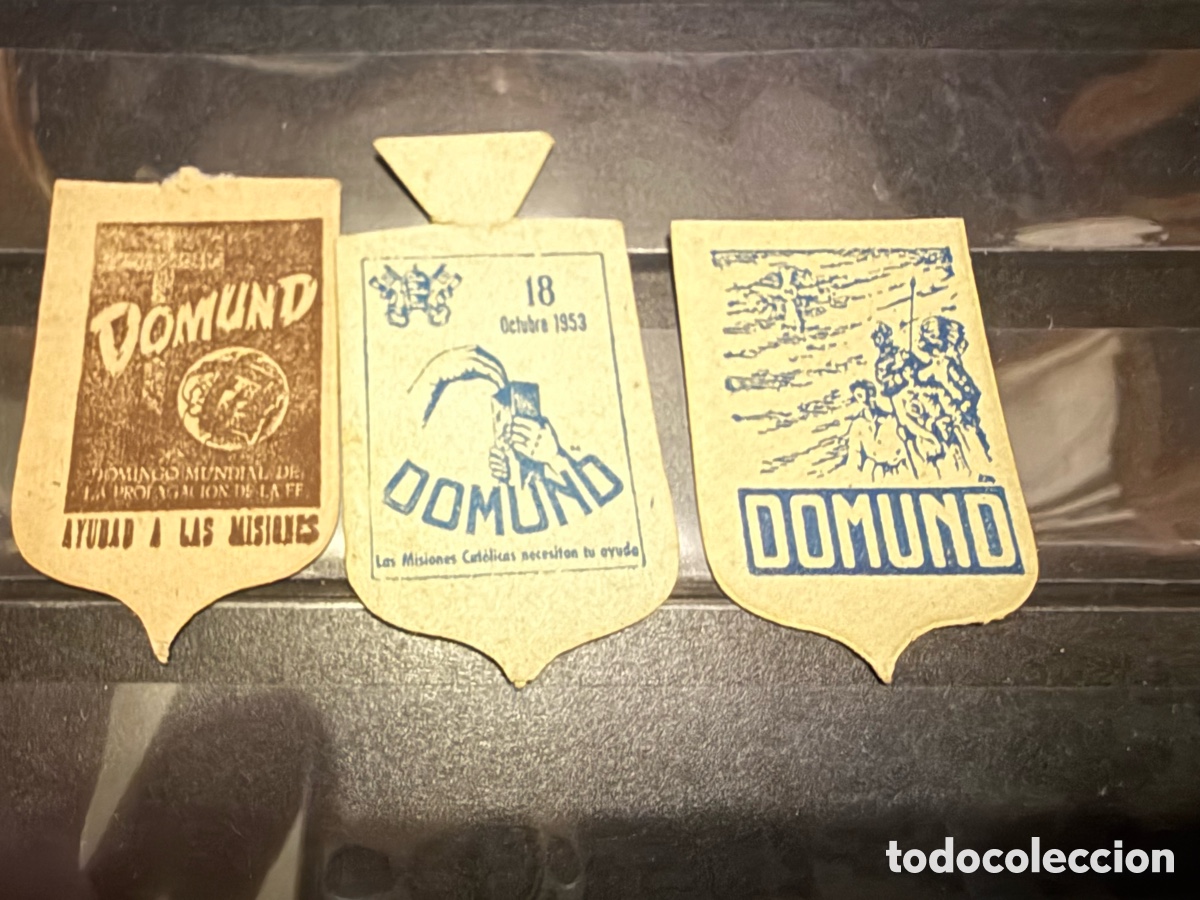 DOMUND
DOMINGO MUNDIAL DE
LA PROPAGACION DE LA FE
AYUDAD A LAS MISIONES
18
Octubre 1953
DOMUND
Las Misiones Católicas necesitan tu ayuda
DOMUND
todocoleccion